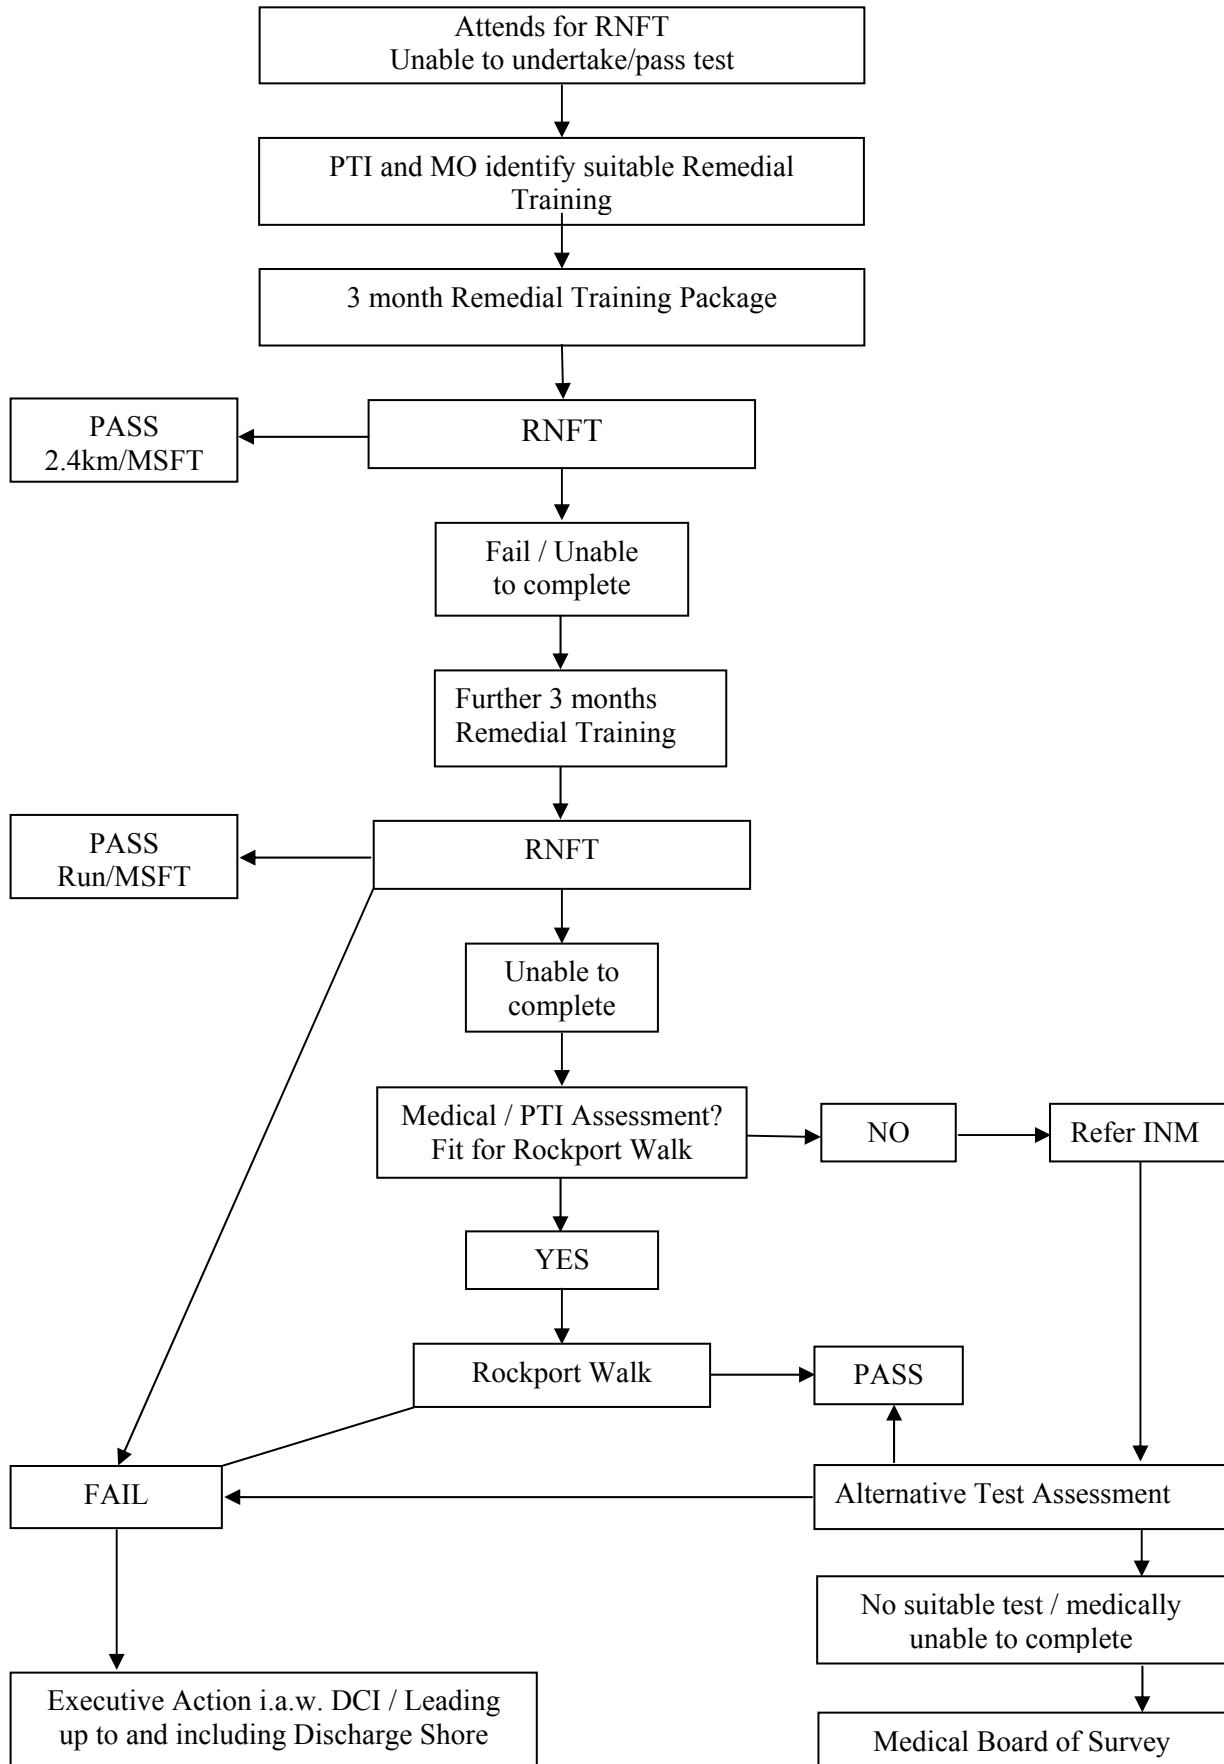 Attends for RNFT
Unable to undertake/pass test
PTI and MO identify suitable Remedial
Training
3 month Remedial Training Package
PASS
2.4km/MSFT
RNFT
Fail / Unable
to complete
Further 3 months
Remedial Training
PASS
Run/MSFT
RNFT
Unable to
complete
Medical / PTI Assessment?
Fit for Rockport Walk
NO
Refer INM
YES
Rockport Walk
PASS
FAIL
Alternative Test Assessment
No suitable test / medically
unable to complete
Executive Action i.a.w. DCI / Leading
up to and including Discharge Shore
Medical Board of Survey